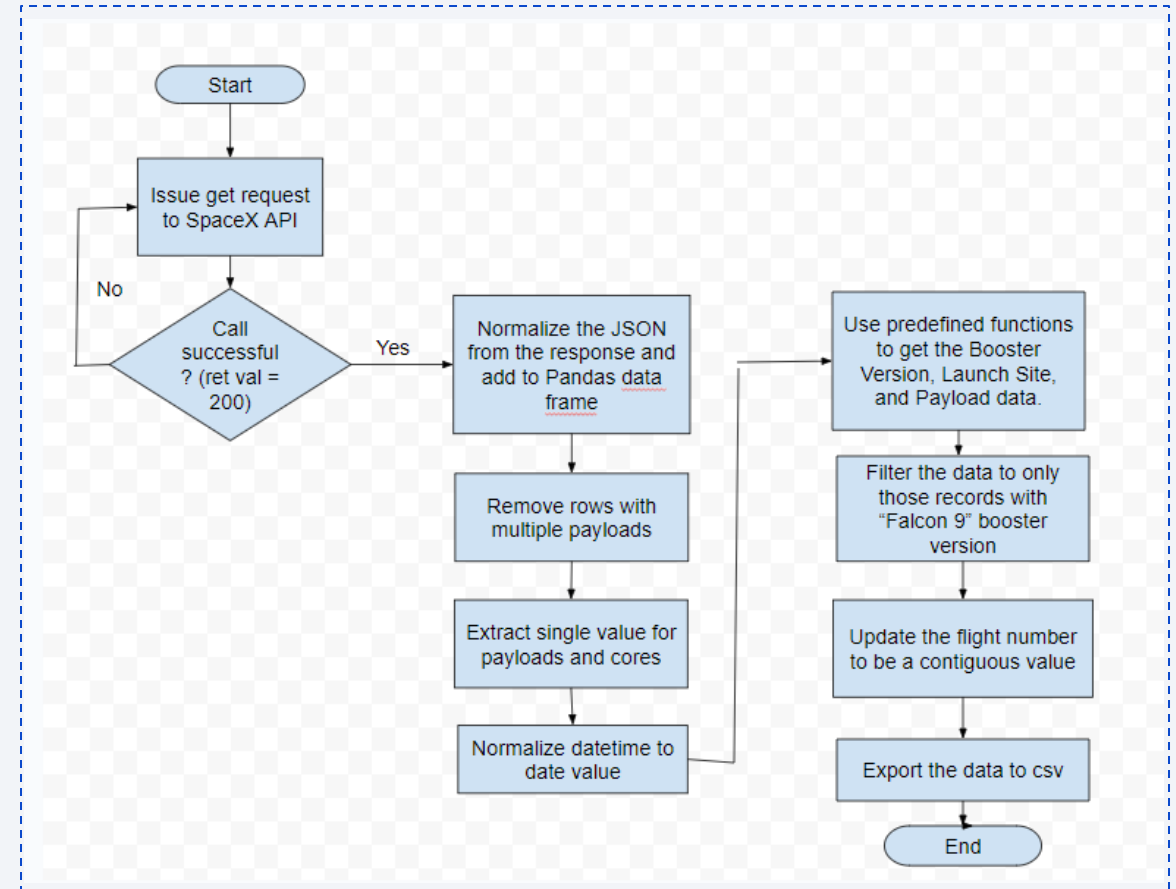 Start
Issue get request
to SpaceX API
No
Call
successful
? (ret val =
200)
Yes
Normalize the JSON
from the response and
add to Pandas data
frame
Remove rows with
multiple payloads
Extract single value for
payloads and cores
Normalize datetime to
date value
Use predefined functions
to get the Booster
Version, Launch Site,
and Payload data.
Filter the data to only
those records with
“Falcon 9” booster
version
Update the flight number
to be a contiguous value
Export the data to csv
End